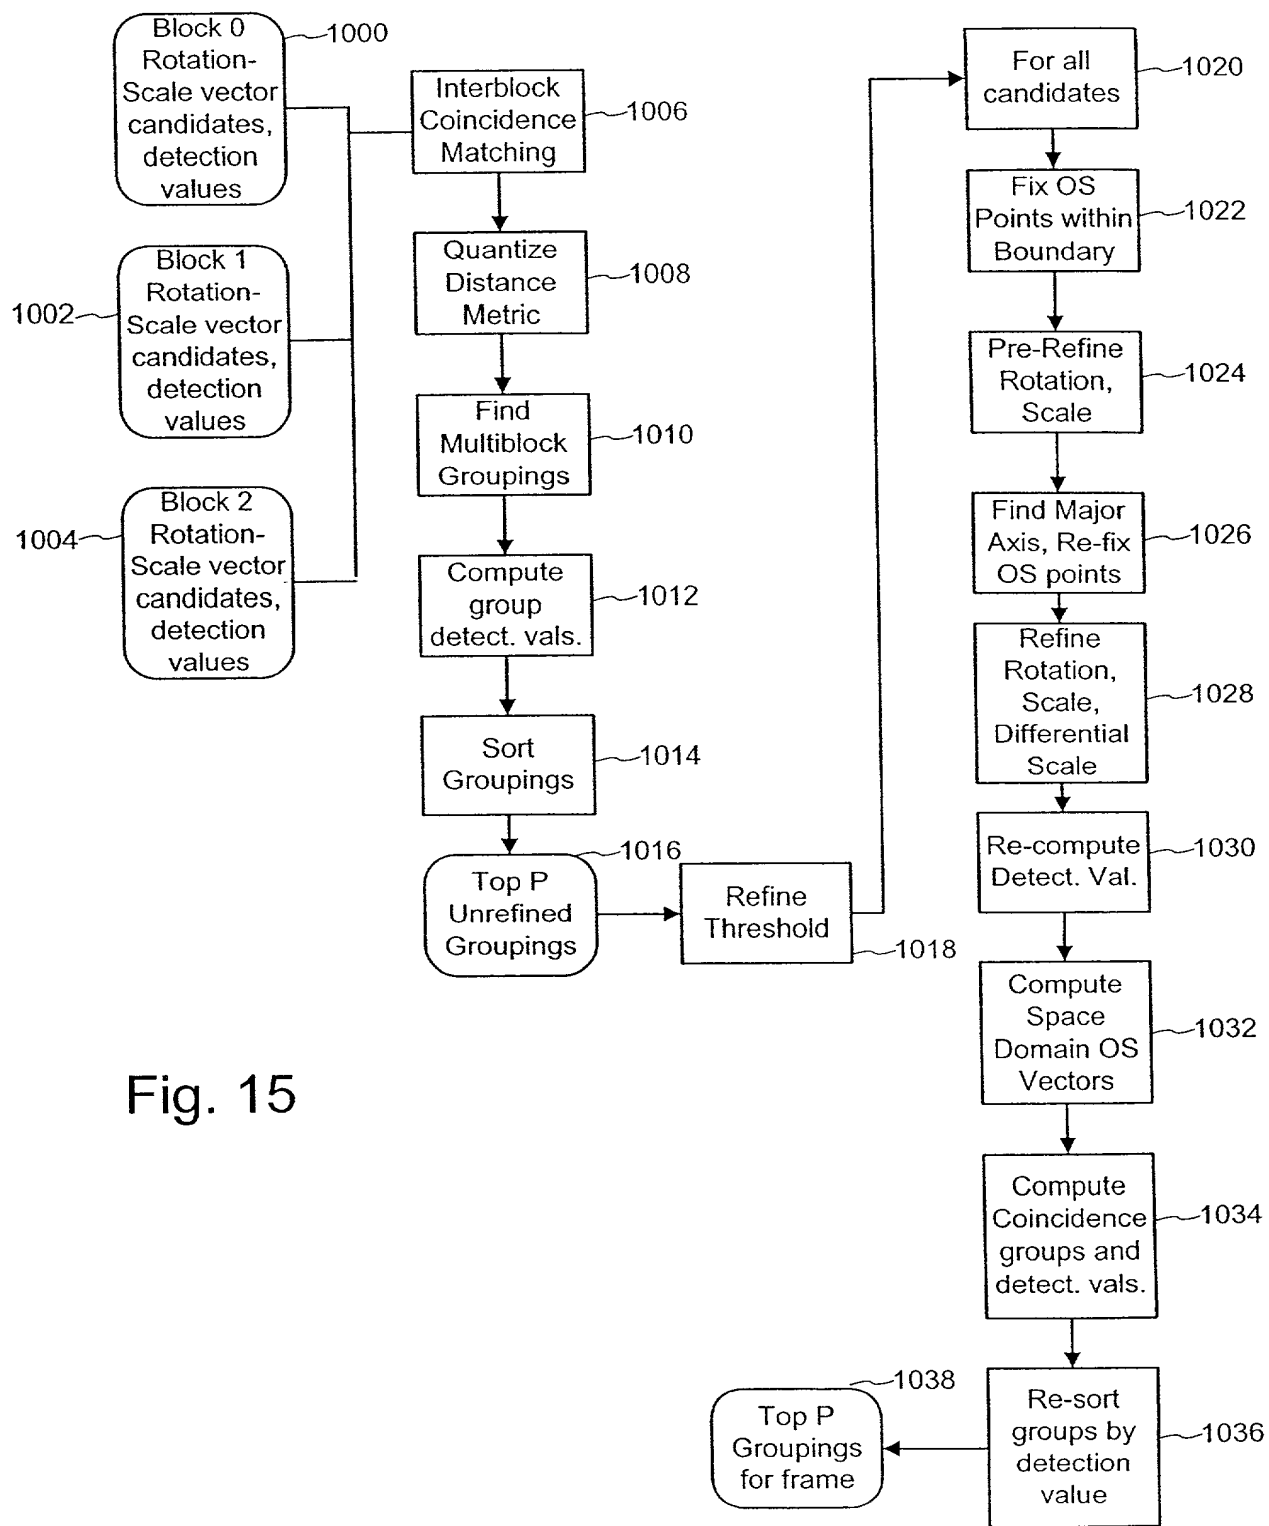 Block 0
Rotation-
Scale vector
candidates,
detection
values
1000
Block 1
Rotation-
Scale vector
candidates,
detection
values
1002
Block 2
Rotation-
Scale vector
candidates,
detection
values
1004
Interblock
Coincidence
Matching
1006
Quantize
Distance
Metric
1008
Find
Multiblock
Groupings
1010
Compute
group
detect. vals.
1012
Sort
Groupings
1014
Top P
Unrefined
Groupings
1016
Refine
Threshold
1018
For all
candidates
1020
Fix OS
Points within
Boundary
1022
Pre-Refine
Rotation,
Scale
1024
Find Major
Axis, Re-fix
OS points
1026
Refine
Rotation,
Scale,
Differential
Scale
1028
Re-compute
Detect. Val.
1030
Compute
Space
Domain OS
Vectors
1032
Compute
Coincidence
groups and
detect. vals.
1034
Re-sort
groups by
detection
value
1036
Top P
Groupings
for frame
1038
Fig. 15